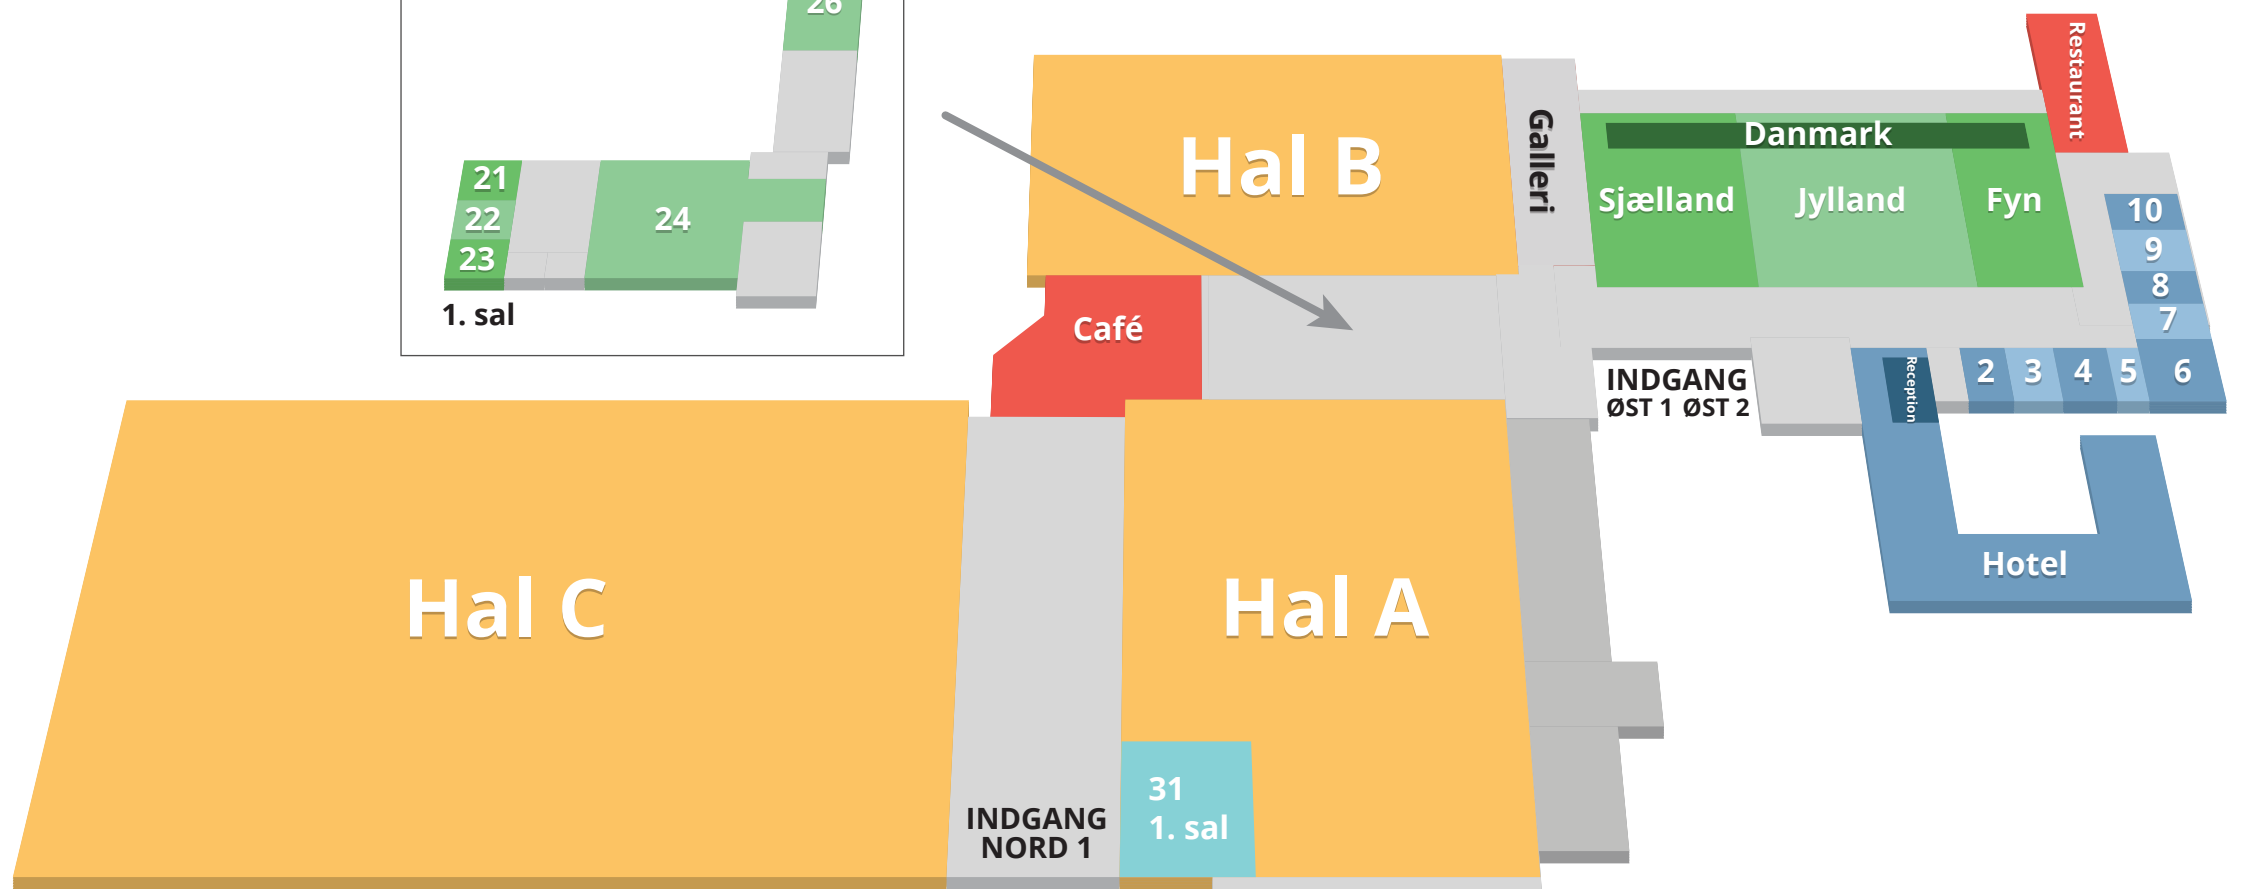 26
21
22
23
24
1. sal
Hal B
Galleri
Danmark
Sjælland
Jylland
Fyn
Restaurant
10
9
8
7
6
5
4
3
2
Reception
Hotel
INDGANG
ØST 1 ØST 2
Café
Hal C
Hal A
INDGANG
NORD 1
31
1. sal